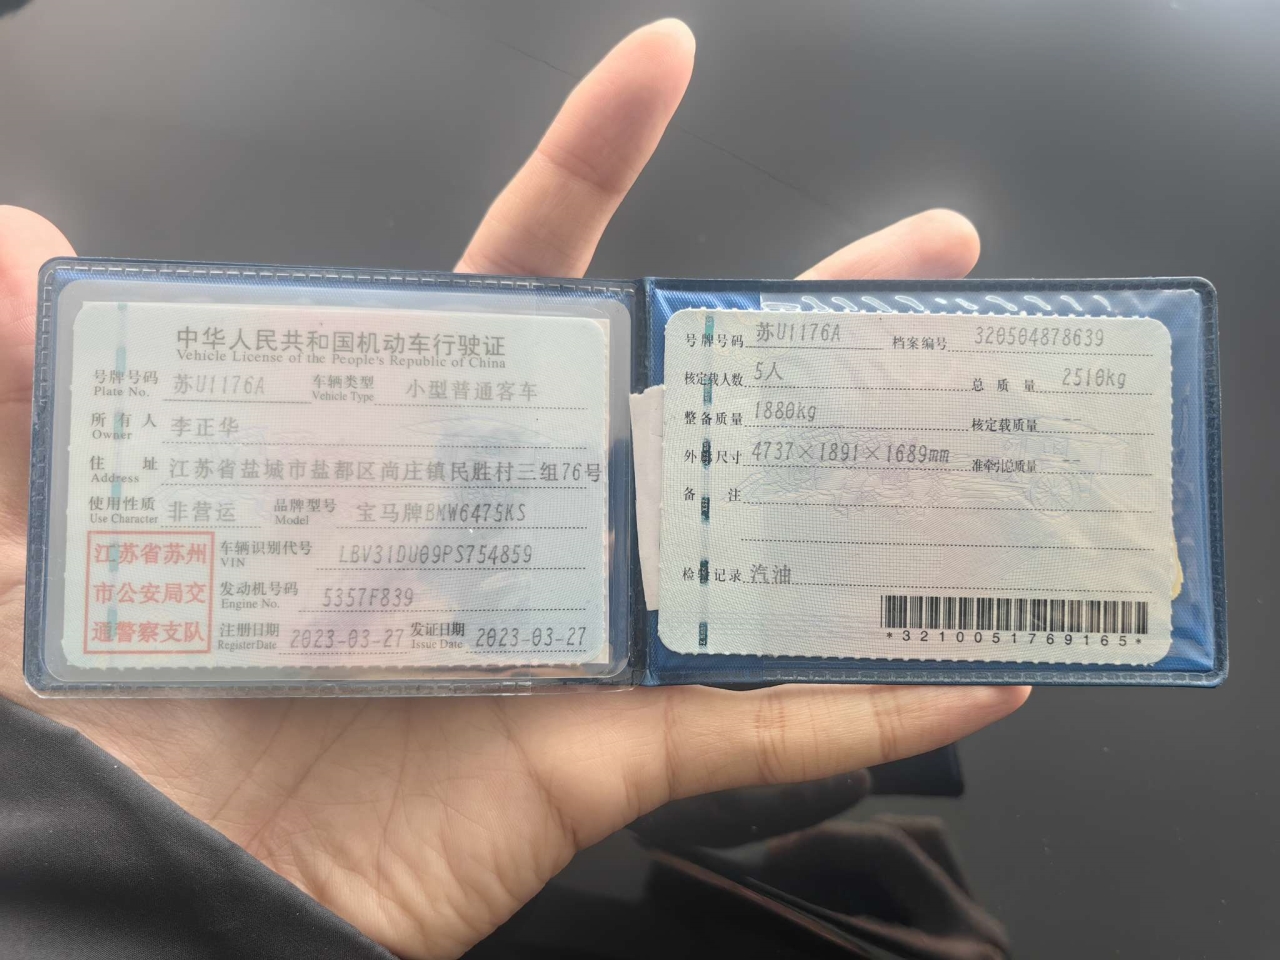 中华人民共和国机动车行驶证
Vehicle License of the People's Republic of China
号牌号码 苏U1176A 车辆类型 小型普通客车
Plate No. Vehicle Type
所有人 李正华
Owner
住址 江苏省盐城市盐都区尚庄镇民胜村三组76号
Address
使用性质 非营运 品牌型号 宝马牌BMW6475KS
Use Character Model
江苏省苏州
市公安局交
通警察支队
车辆识别代号 LBV31DU09PS754859
VIN
发动机号码 5357F839
Engine No.
注册日期 2023-03-27 发证日期 2023-03-27
Register Date Issue Date
号牌号码 苏U1176A 档案编号 320504878639
核定载人数 5人 总质量 2510kg
整备质量 1880kg 核定载质量 --
外廓尺寸 4737×1891×1689mm 准牵引总质量 --
备注
检验记录 汽油
*3210051769165*